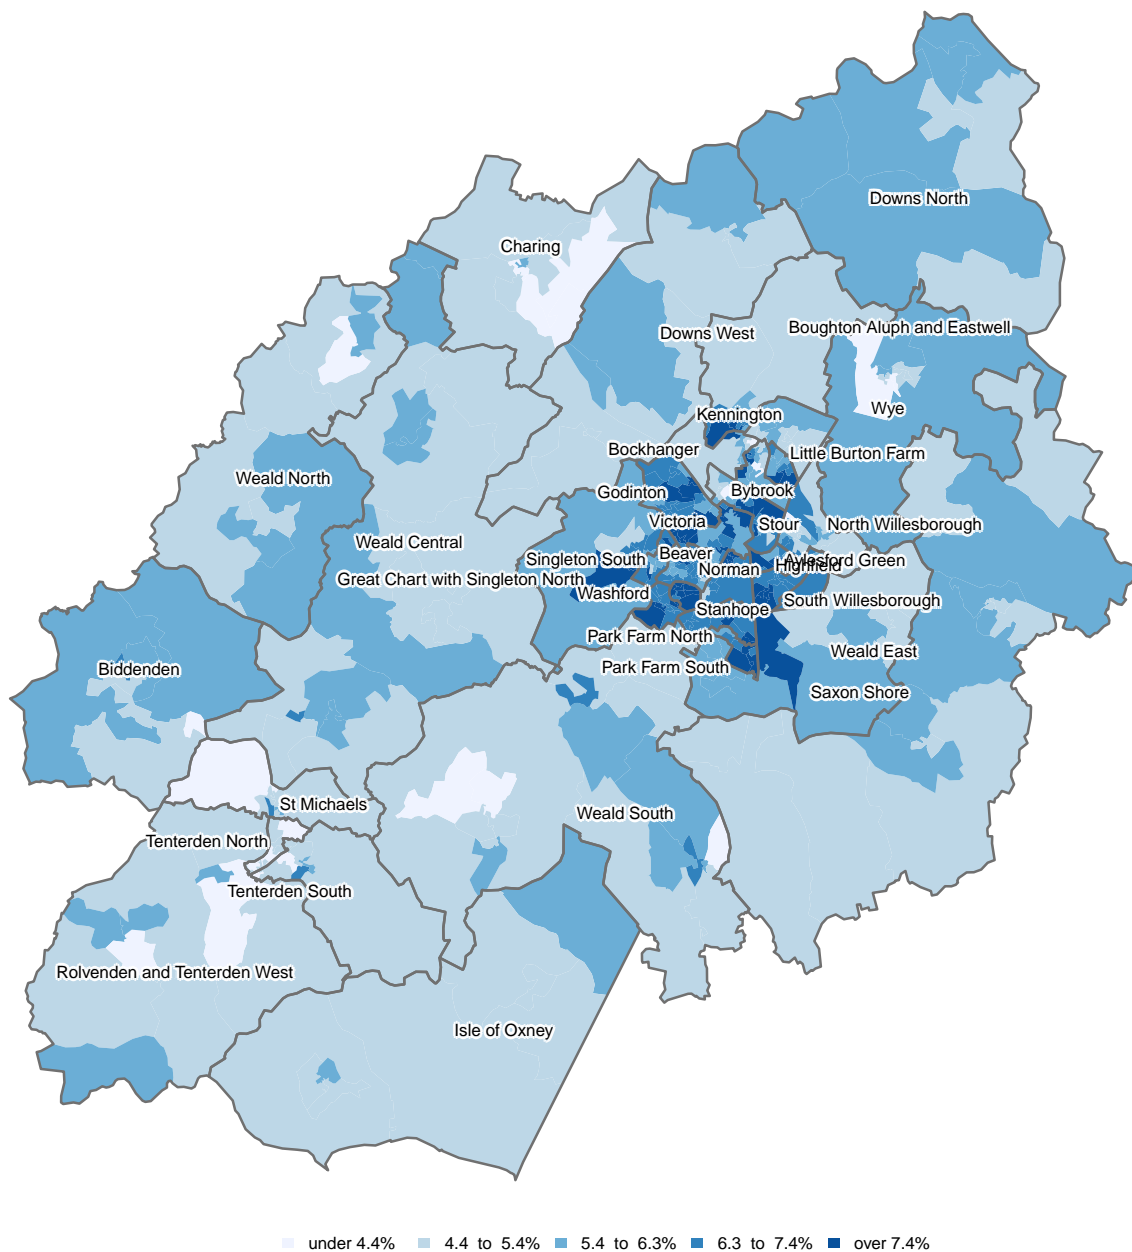 Downs North
Charing
Boughton Aluph and Eastwell
Downs West
Wye
Kennington
Bockhanger
Little Burton Farm
Weald North
Godinton
Bybrook
Victoria
Stour
North Willesborough
Weald Central
Beaver
Singleton South
Aylesford Green
Highfield
Norman
Great Chart with Singleton North
Washford
South Willesborough
Stanhope
Park Farm North
Weald East
Biddenden
Park Farm South
Saxon Shore
St Michaels
Weald South
Tenterden North
Tenterden South
Rolvenden and Tenterden West
Isle of Oxney
under 4.4% 4.4 to 5.4% 5.4 to 6.3% 6.3 to 7.4% over 7.4%